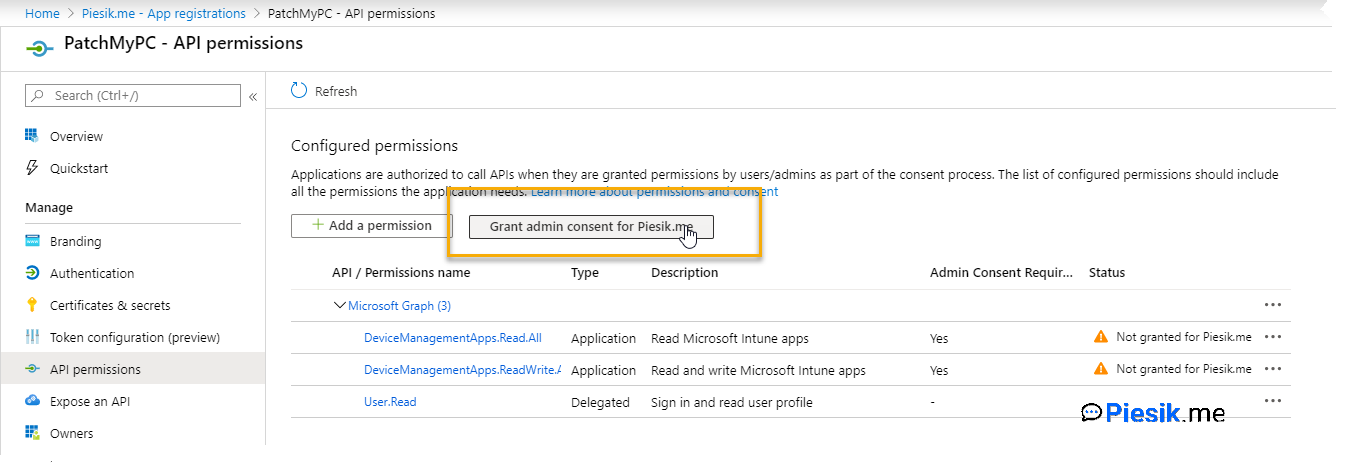 Home > Piesik.me - App registrations > PatchMyPC - API permissions
PatchMyPC - API permissions
Search (Ctrl+/)
«
Refresh
Overview
Quickstart
Manage
Branding
Authentication
Certificates & secrets
Token configuration (preview)
API permissions
Expose an API
Owners
Configured permissions
Applications are authorized to call APIs when they are granted permissions by users/admins as part of the consent process. The list of configured permissions should include
all the permissions the application needs. Learn more about permissions and consent
+ Add a permission
Grant admin consent for Piesik.me
API / Permissions name Type Description Admin Consent Requir... Status
Microsoft Graph (3) ...
DeviceManagementApps.Read.All Application Read Microsoft Intune apps Yes Not granted for Piesik.me ...
DeviceManagementApps.ReadWrite.A Application Read and write Microsoft Intune apps Yes Not granted for Piesik.me ...
User.Read Delegated Sign in and read user profile - ...
Piesik.me